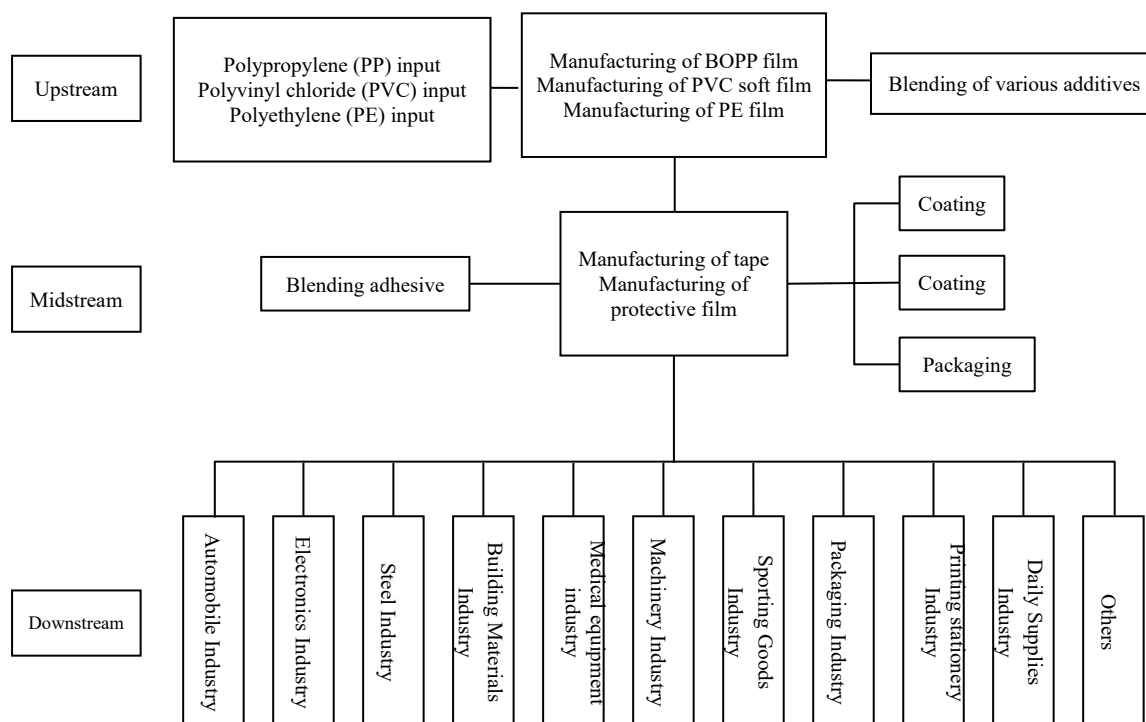 Upstream
Polypropylene (PP) input
Polyvinyl chloride (PVC) input
Polyethylene (PE) input
Manufacturing of BOPP film
Manufacturing of PVC soft film
Manufacturing of PE film
Blending of various additives
Midstream
Blending adhesive
Manufacturing of tape
Manufacturing of
protective film
Coating
Coating
Packaging
Downstream
Automobile Industry
Electronics Industry
Steel Industry
Building Materials
Industry
Medical equipment
industry
Machinery Industry
Sporting Goods
Industry
Packaging Industry
Printing stationery
Industry
Daily Supplies
Industry
Others